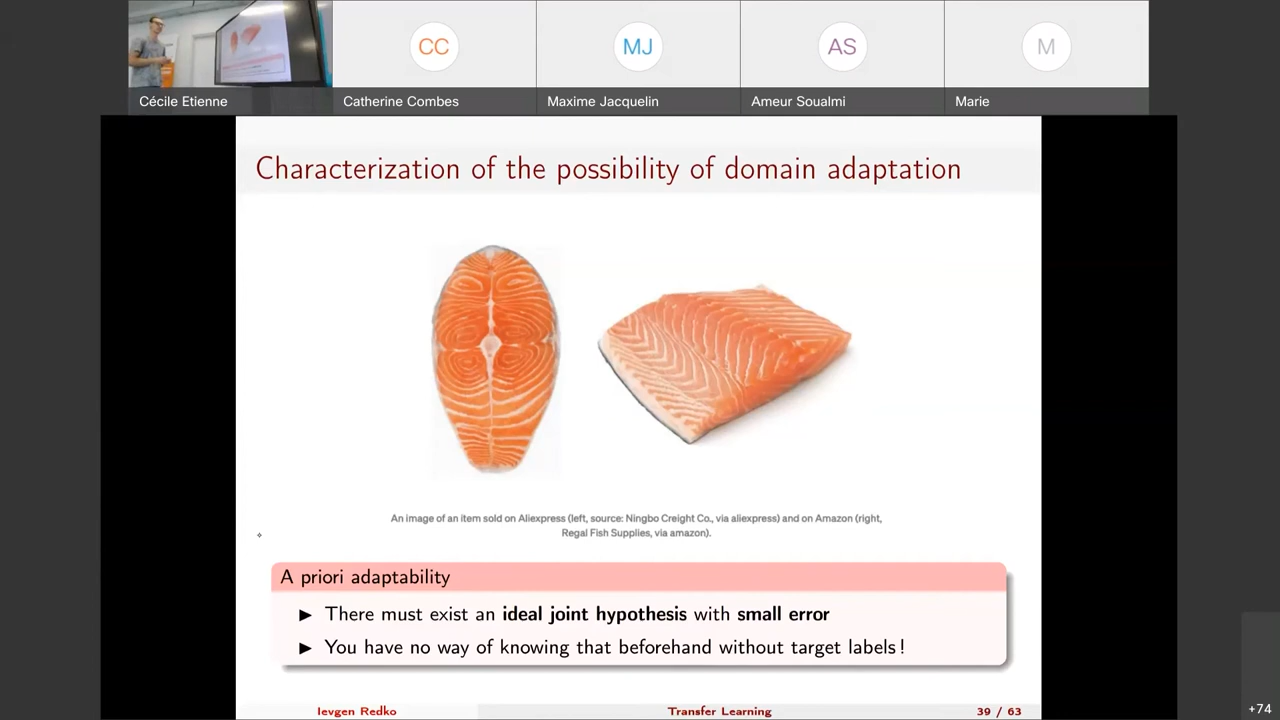 CC
MJ
AS
M
Cécile Etienne
Catherine Combes
Maxime Jacquelin
Ameur Soualmi
Marie
Characterization of the possibility of domain adaptation
An image of an item sold on Aliexpress (left, source: Ningbo Creight Co., via aliexpress) and on Amazon (right,
Regal Fish Supplies, via amazon).
A priori adaptability
► There must exist an ideal joint hypothesis with small error
► You have no way of knowing that beforehand without target labels !
Ievgen Redko
Transfer Learning
39 / 63
+74